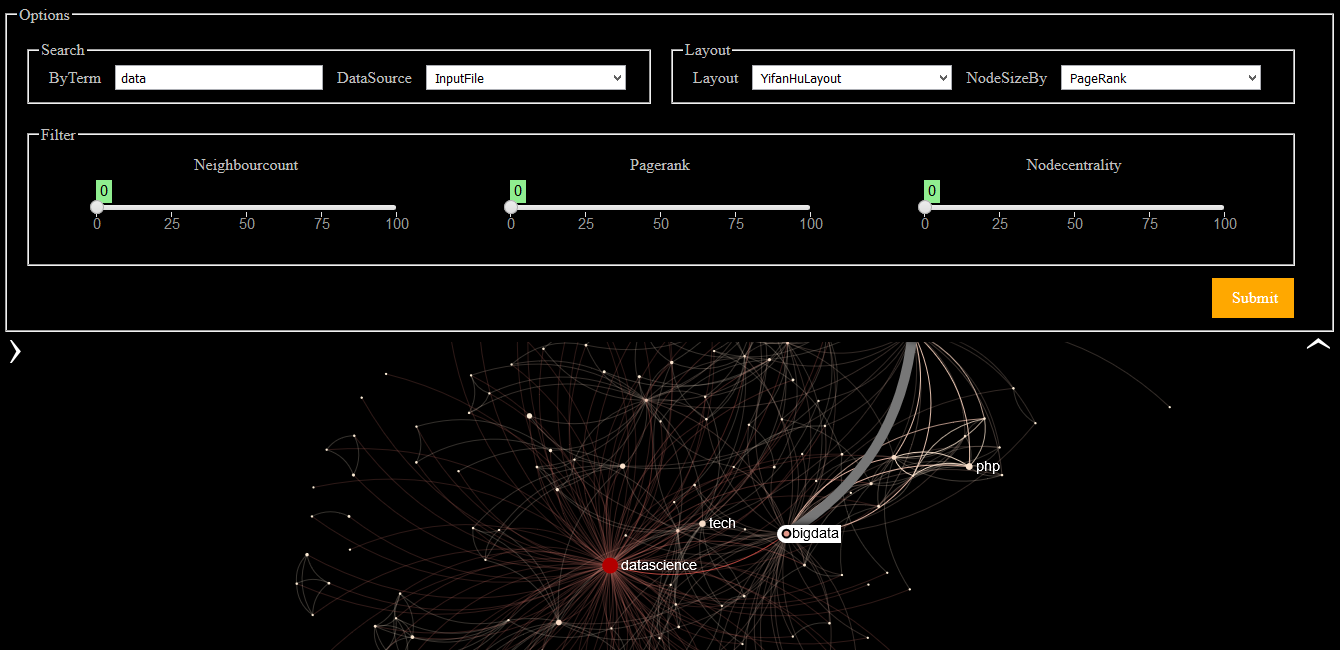 Options
Search
Layout
ByTerm data DataSource InputFile
Layout YifanHuLayout NodeSizeBy PageRank
Filter
Neighbourcount Pagerank Nodecentrality
0 0 0
0 25 50 75 100 0 25 50 75 100 0 25 50 75 100
Submit
php
tech
bigdata
datascience